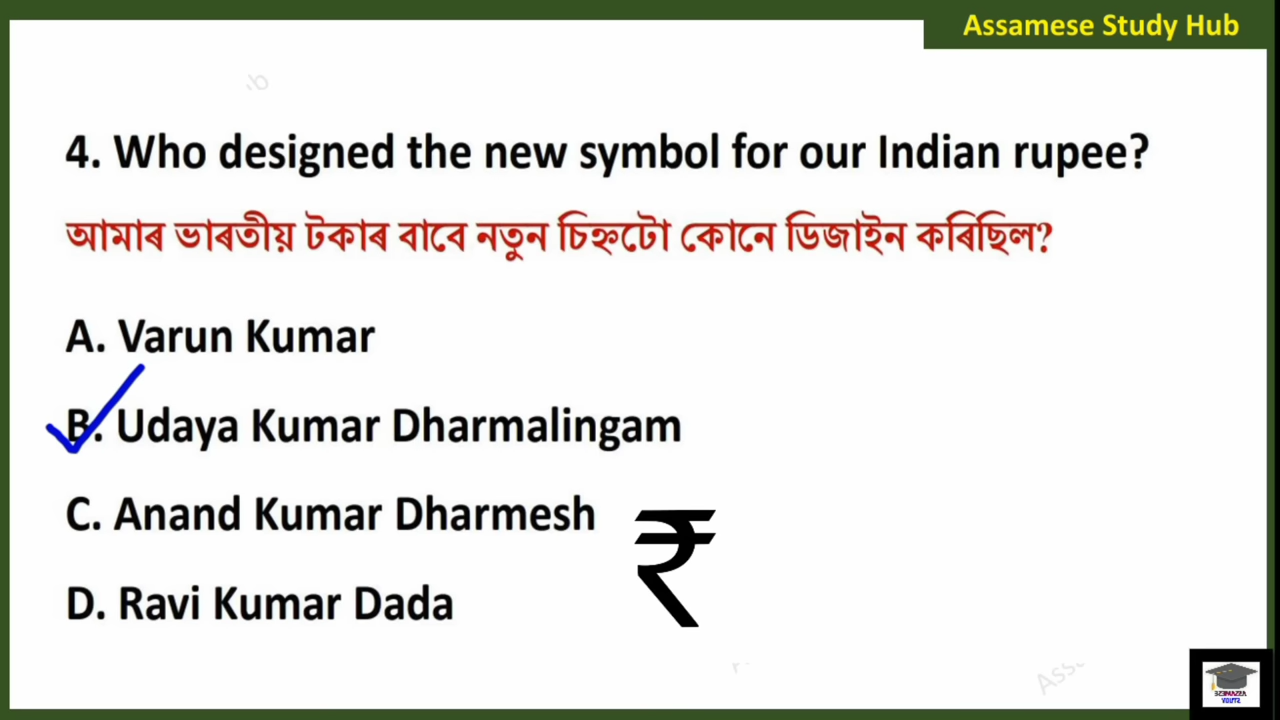 Assamese Study Hub
4. Who designed the new symbol for our Indian rupee?
আমাৰ ভাৰতীয় টকাৰ বাবে নতুন চিহ্নটো কোনে ডিজাইন কৰিছিল?
A. Varun Kumar
B. Udaya Kumar Dharmalingam
C. Anand Kumar Dharmesh
₹
D. Ravi Kumar Dada